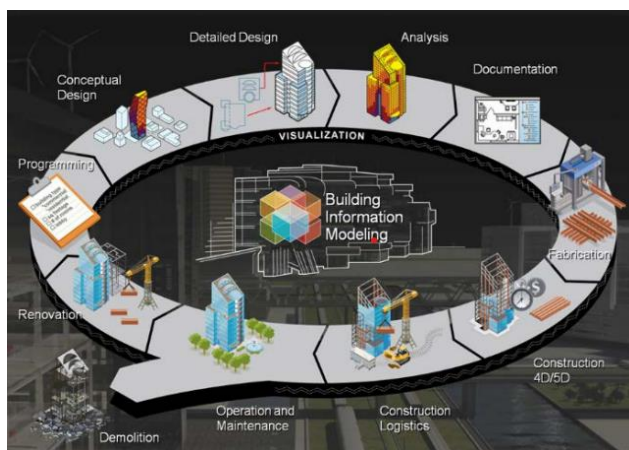 Detailed Design
Analysis
Conceptual
Design
Documentation
VISUALIZATION
Programming
Building
Information
Modeling
Fabrication
Renovation
Construction
4D/5D
Operation and
Maintenance
Construction
Logistics
Demolition